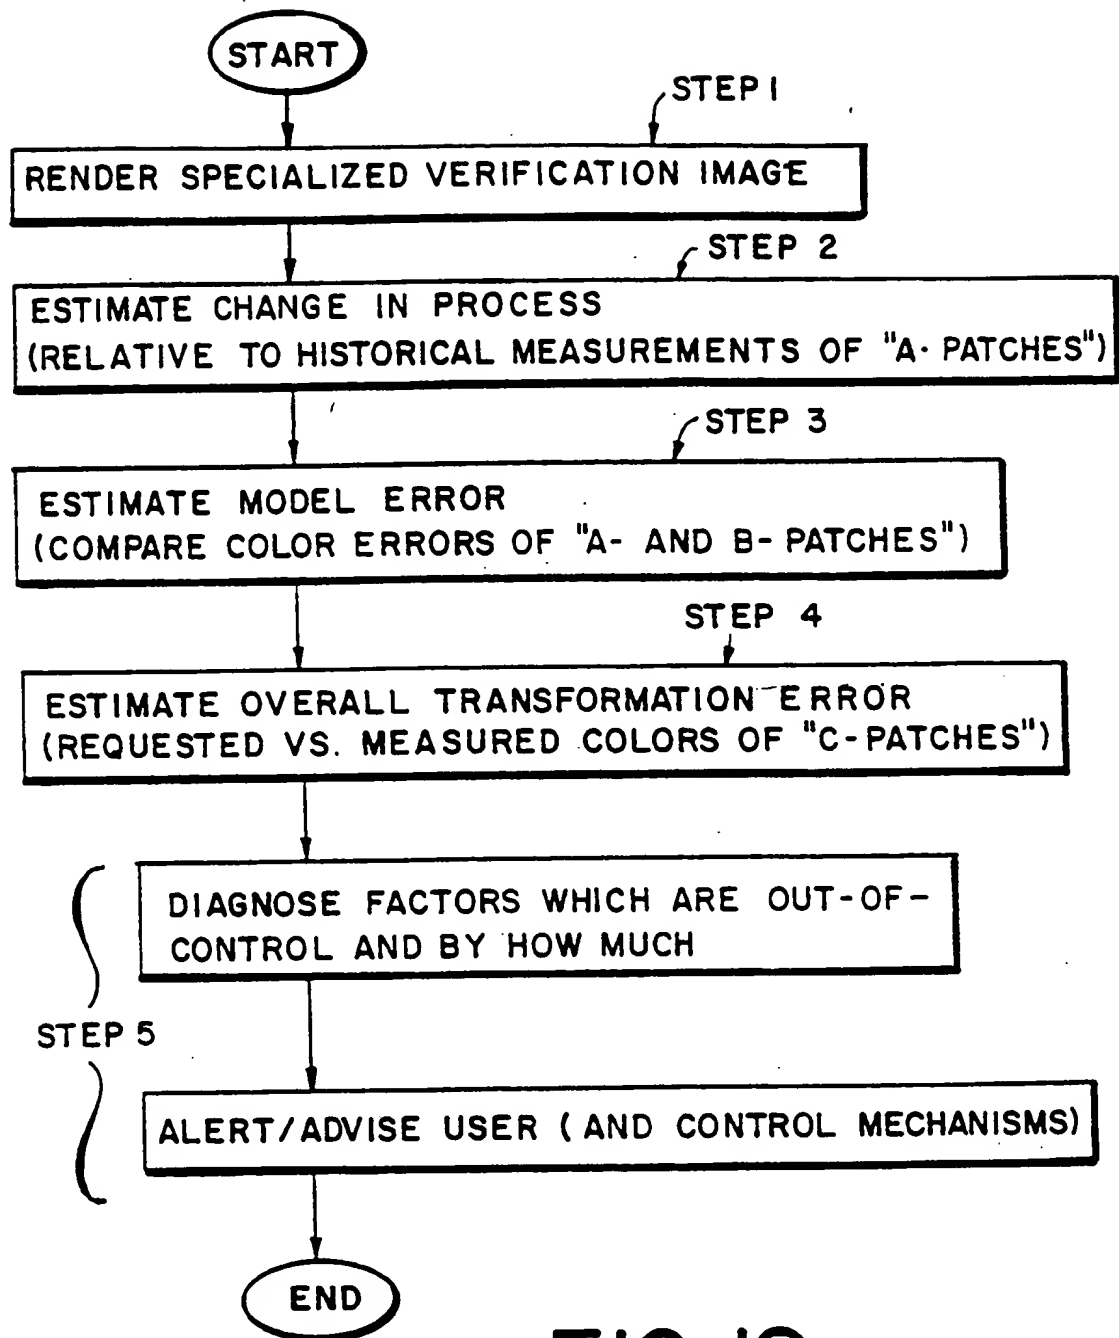 START
STEP 1
RENDER SPECIALIZED VERIFICATION IMAGE
STEP 2
ESTIMATE CHANGE IN PROCESS
(RELATIVE TO HISTORICAL MEASUREMENTS OF "A-PATCHES")
STEP 3
ESTIMATE MODEL ERROR
(COMPARE COLOR ERRORS OF "A- AND B- PATCHES")
STEP 4
ESTIMATE OVERALL TRANSFORMATION ERROR
(REQUESTED VS. MEASURED COLORS OF "C-PATCHES")
DIAGNOSE FACTORS WHICH ARE OUT-OF-
CONTROL AND BY HOW MUCH
STEP 5
ALERT/ADVISE USER (AND CONTROL MECHANISMS)
END